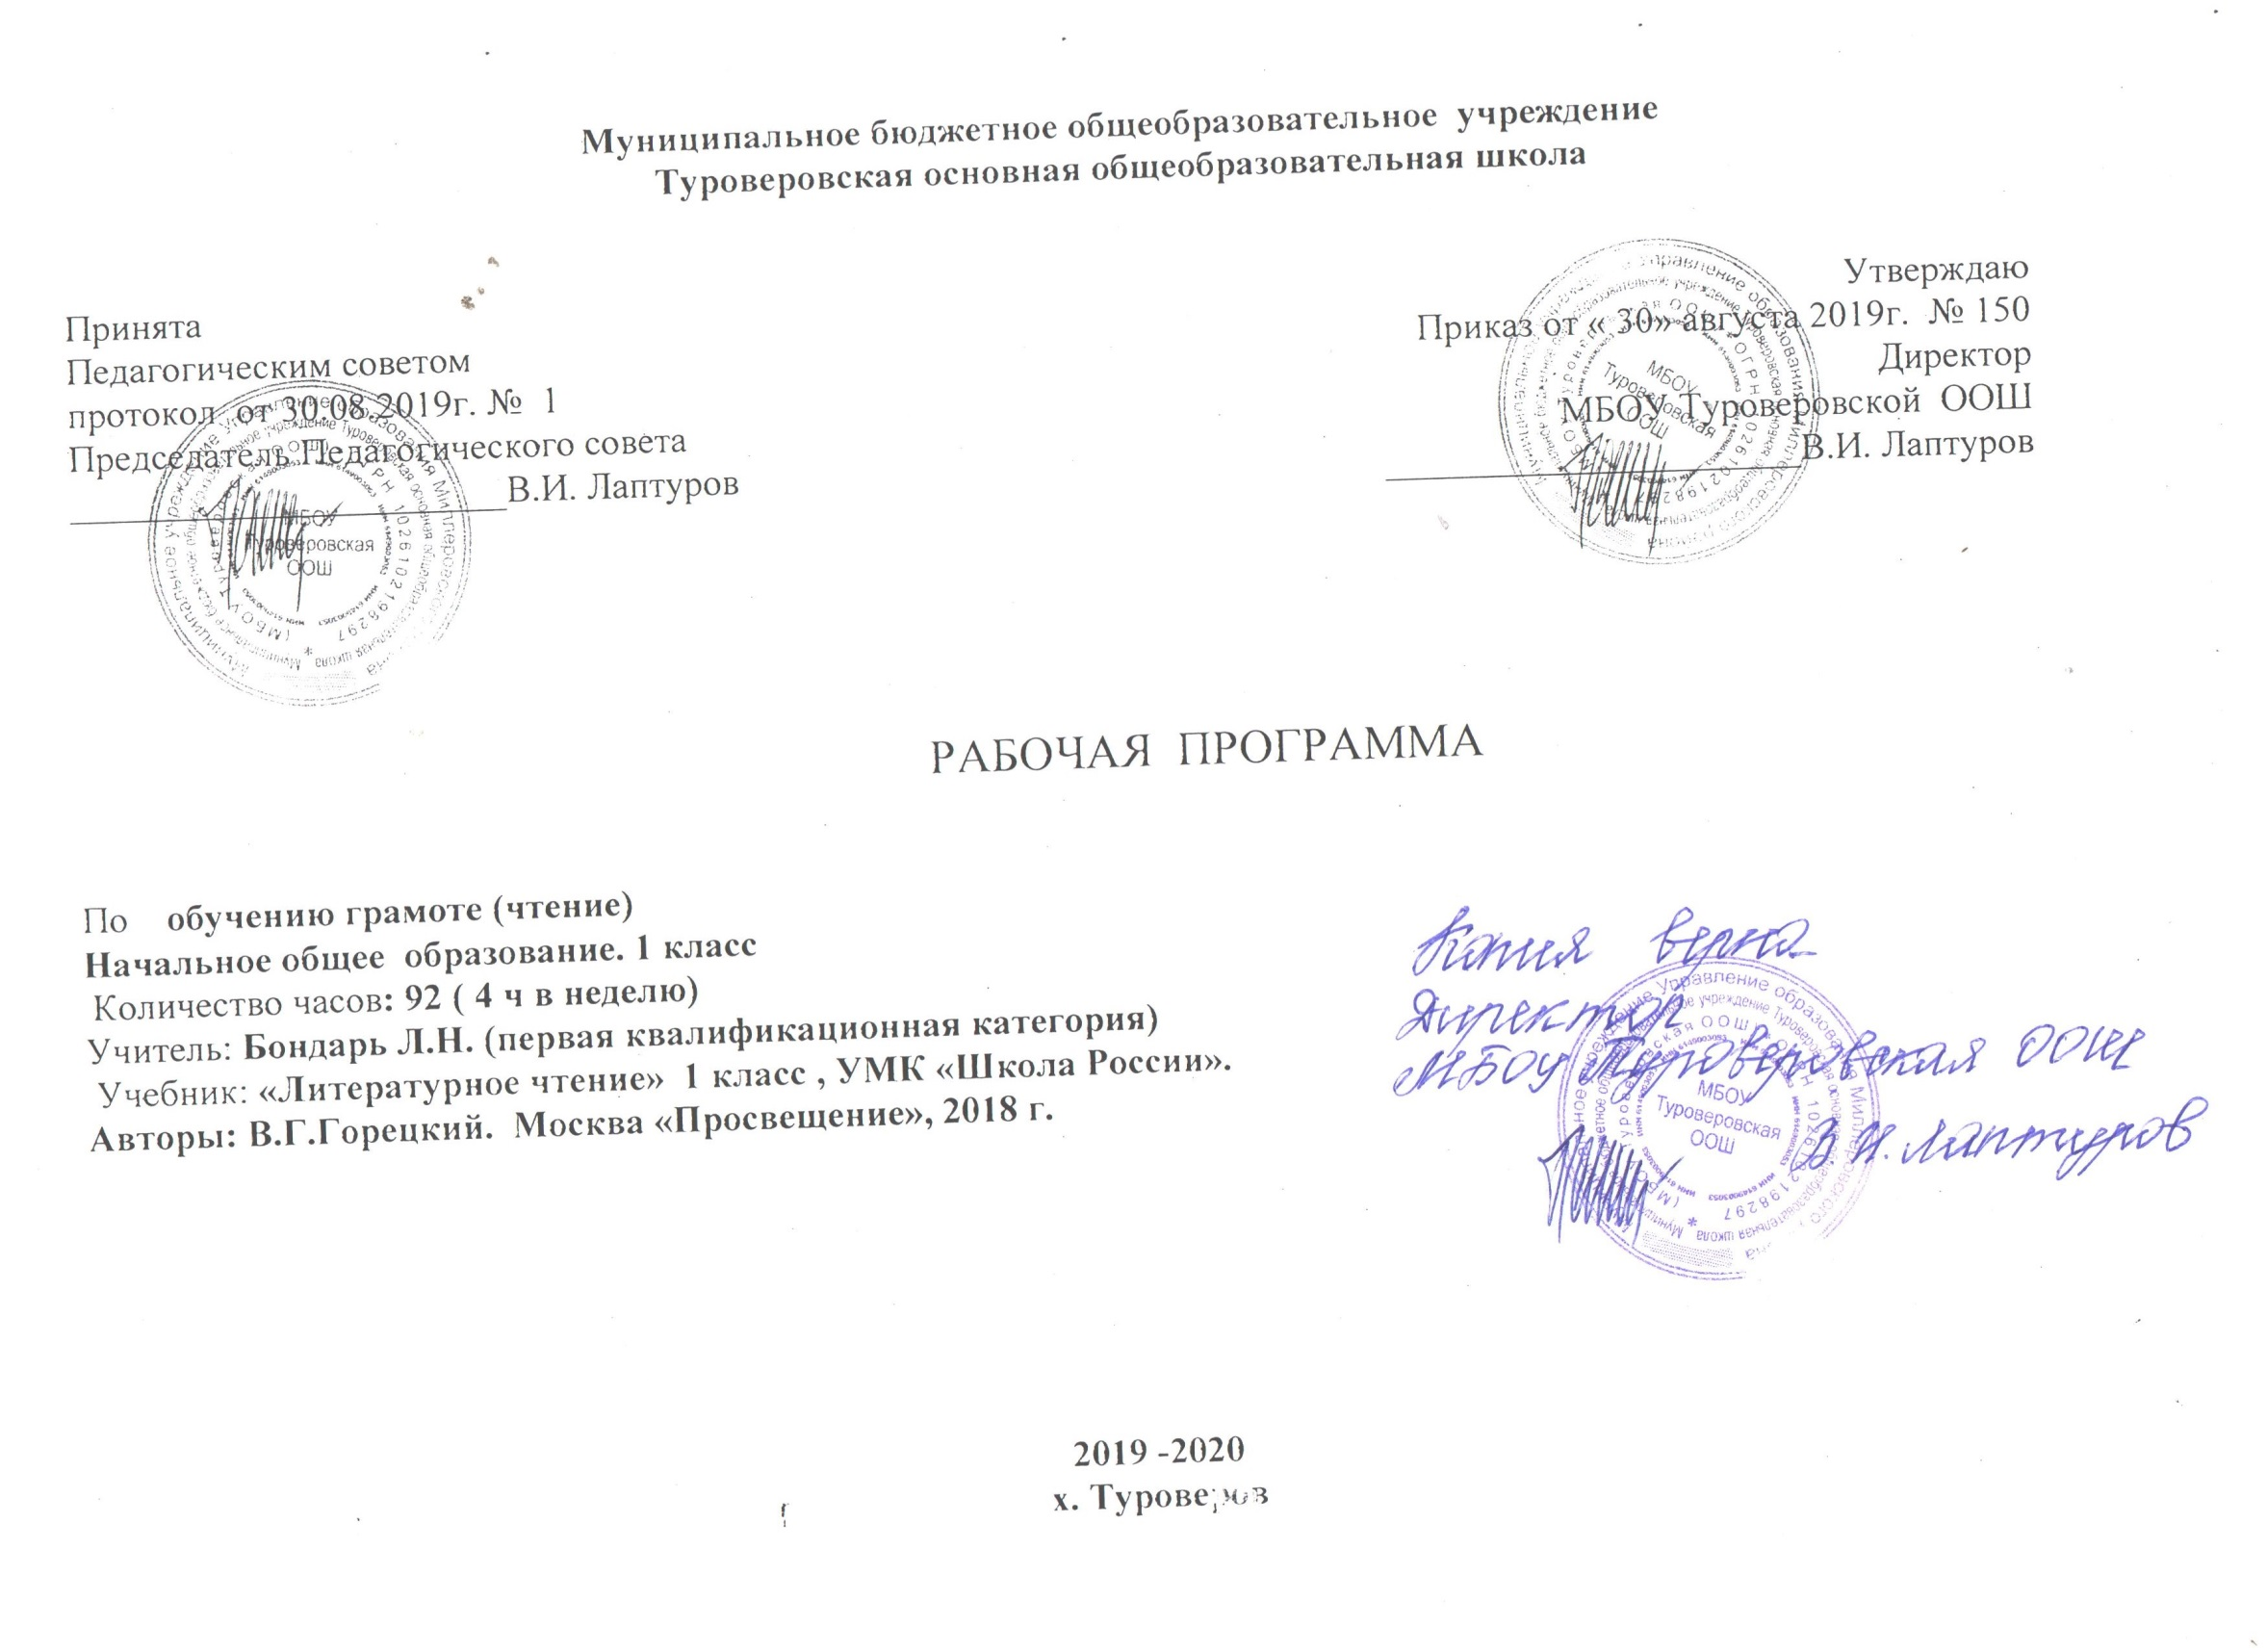 Муниципальное бюджетное общеобразовательное учреждение
Туроверовская основная общеобразовательная школа
Принята
Педагогическим советом
протокол от 30.08.2019г. № 1
Председатель Педагогического совета
В.И. Лаптуров
Утверждаю
Приказ от « 30» августа 2019г. № 150
Директор
МБОУ Туроверовской ООШ
В.И. Лаптуров
МБОУ
Туроверовская
ООШ
МБОУ
Туроверовская
ООШ
РАБОЧАЯ ПРОГРАММА
По обучению грамоте (чтение)
Начальное общее образование. 1 класс
Количество часов: 92 ( 4 ч в неделю)
Учитель: Бондарь Л.Н. (первая квалификационная категория)
Учебник: «Литературное чтение» 1 класс , УМК «Школа России».
Авторы: В.Г.Горецкий. Москва «Просвещение», 2018 г.
Копия верна
Директор
МБОУ Туроверовская ООШ
В.И. Лаптуров
МБОУ
Туроверовская
ООШ
2019 -2020
х. Туроверов